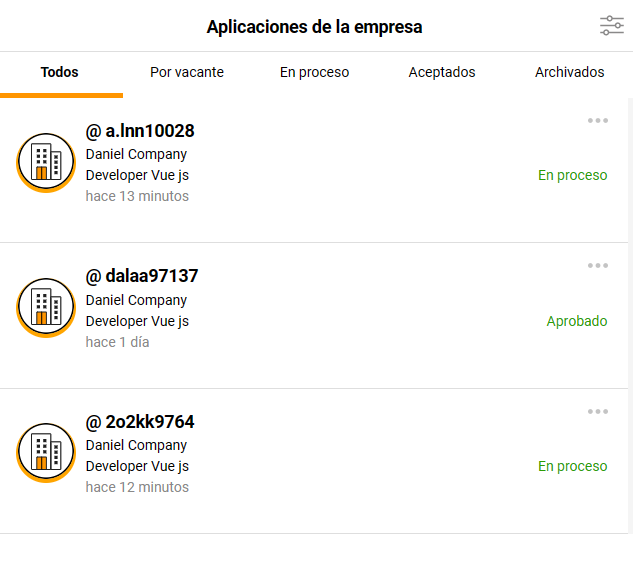 Aplicaciones de la empresa
Todos
Por vacante
En proceso
Aceptados
Archivados
@ a.lnn10028
Daniel Company
Developer Vue js
En proceso
hace 13 minutos
@ dalaa97137
Daniel Company
Developer Vue js
Aprobado
hace 1 día
@ 2o2kk9764
Daniel Company
Developer Vue js
En proceso
hace 12 minutos